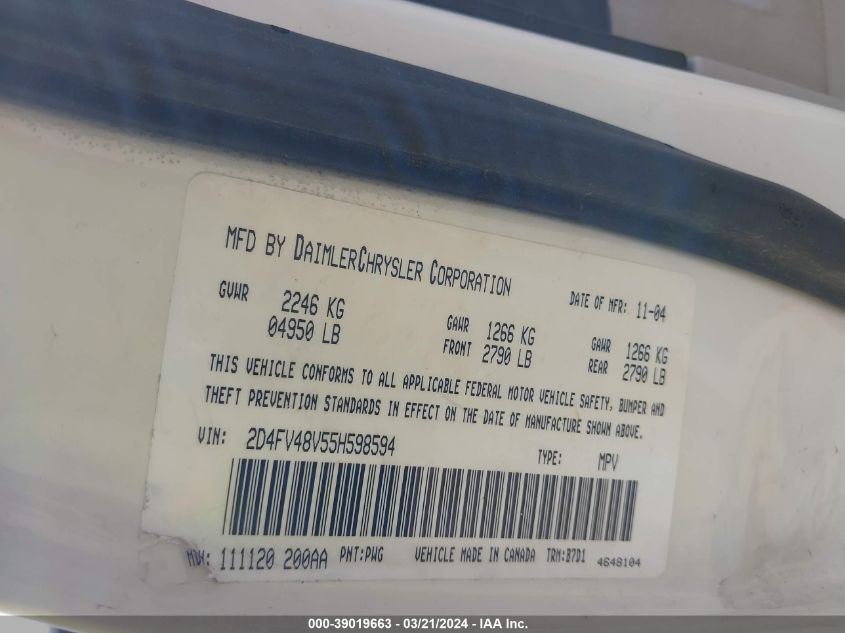 MFD BY DAIMLERCHRYSLER CORPORATION
DATE OF MFR: 11-04
GVWR 2246 KG
04950 LB
GAWR 1266 KG
FRONT 2790 LB
GAWR 1266 KG
REAR 2790 LB
THIS VEHICLE CONFORMS TO ALL APPLICABLE FEDERAL MOTOR VEHICLE SAFETY, BUMPER AND
THEFT PREVENTION STANDARDS IN EFFECT ON THE DATE OF MANUFACTURE SHOWN ABOVE.
VIN: 2D4FV48V55H598594 TYPE: MPV
MDH: 111120 200AA PNT:PWG VEHICLE MADE IN CANADA TRM:B7D1 4648104
000-39019663 - 03/21/2024 - IAA Inc.